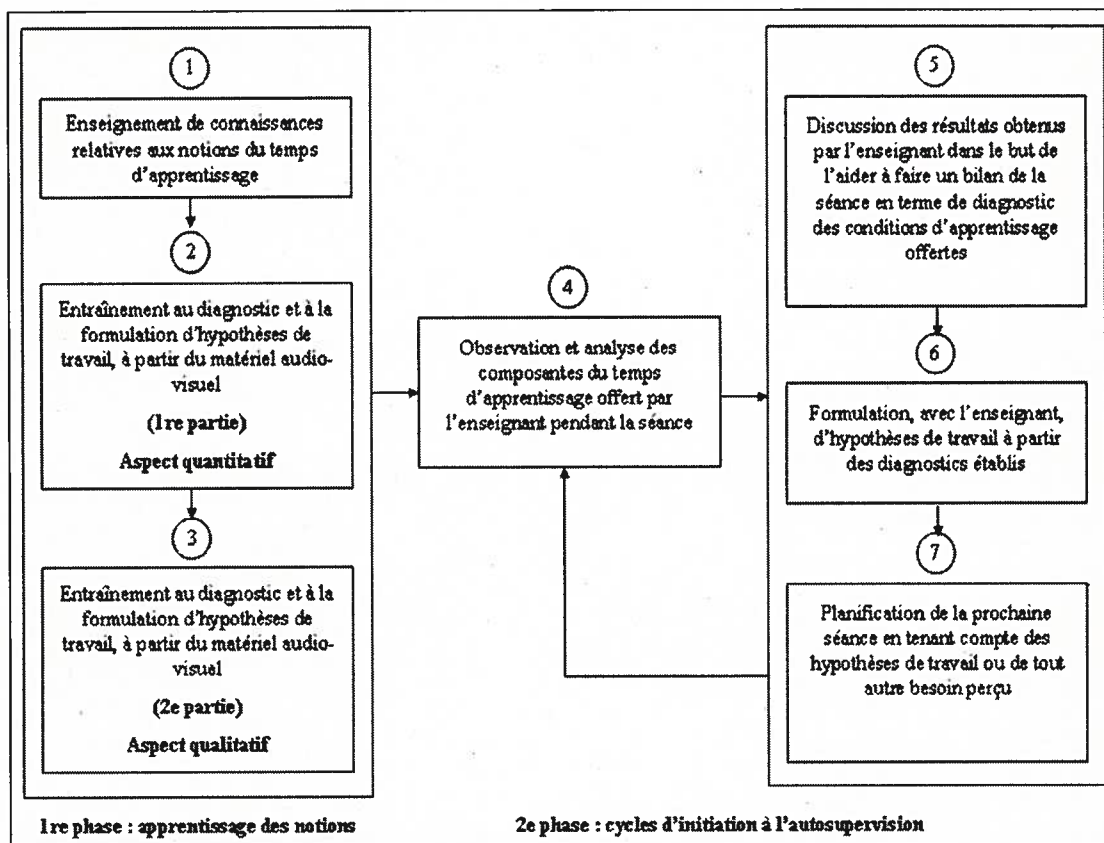 1
Enseignement de connaissances
relatives aux notions du temps
d'apprentissage
2
Entraînement au diagnostic et à la
formulation d'hypothèses de
travail, à partir du matériel audio-
visuel
(1re partie)
Aspect quantitatif
3
Entraînement au diagnostic et à la
formulation d'hypothèses de
travail, à partir du matériel audio-
visuel
(2e partie)
Aspect qualitatif
1re phase : apprentissage des notions
4
Observation et analyse des
composantes du temps
d'apprentissage offert par
l'enseignant pendant la séance
5
Discussion des résultats obtenus
par l'enseignant dans le but de
l'aider à faire un bilan de la
séance en terme de diagnostic
des conditions d'apprentissage
offertes
6
Formulation, avec l'enseignant,
d'hypothèses de travail à partir
des diagnostics établis
7
Planification de la prochaine
séance en tenant compte des
hypothèses de travail ou de tout
autre besoin perçu
2e phase : cycles d'initiation à l'autosupervision